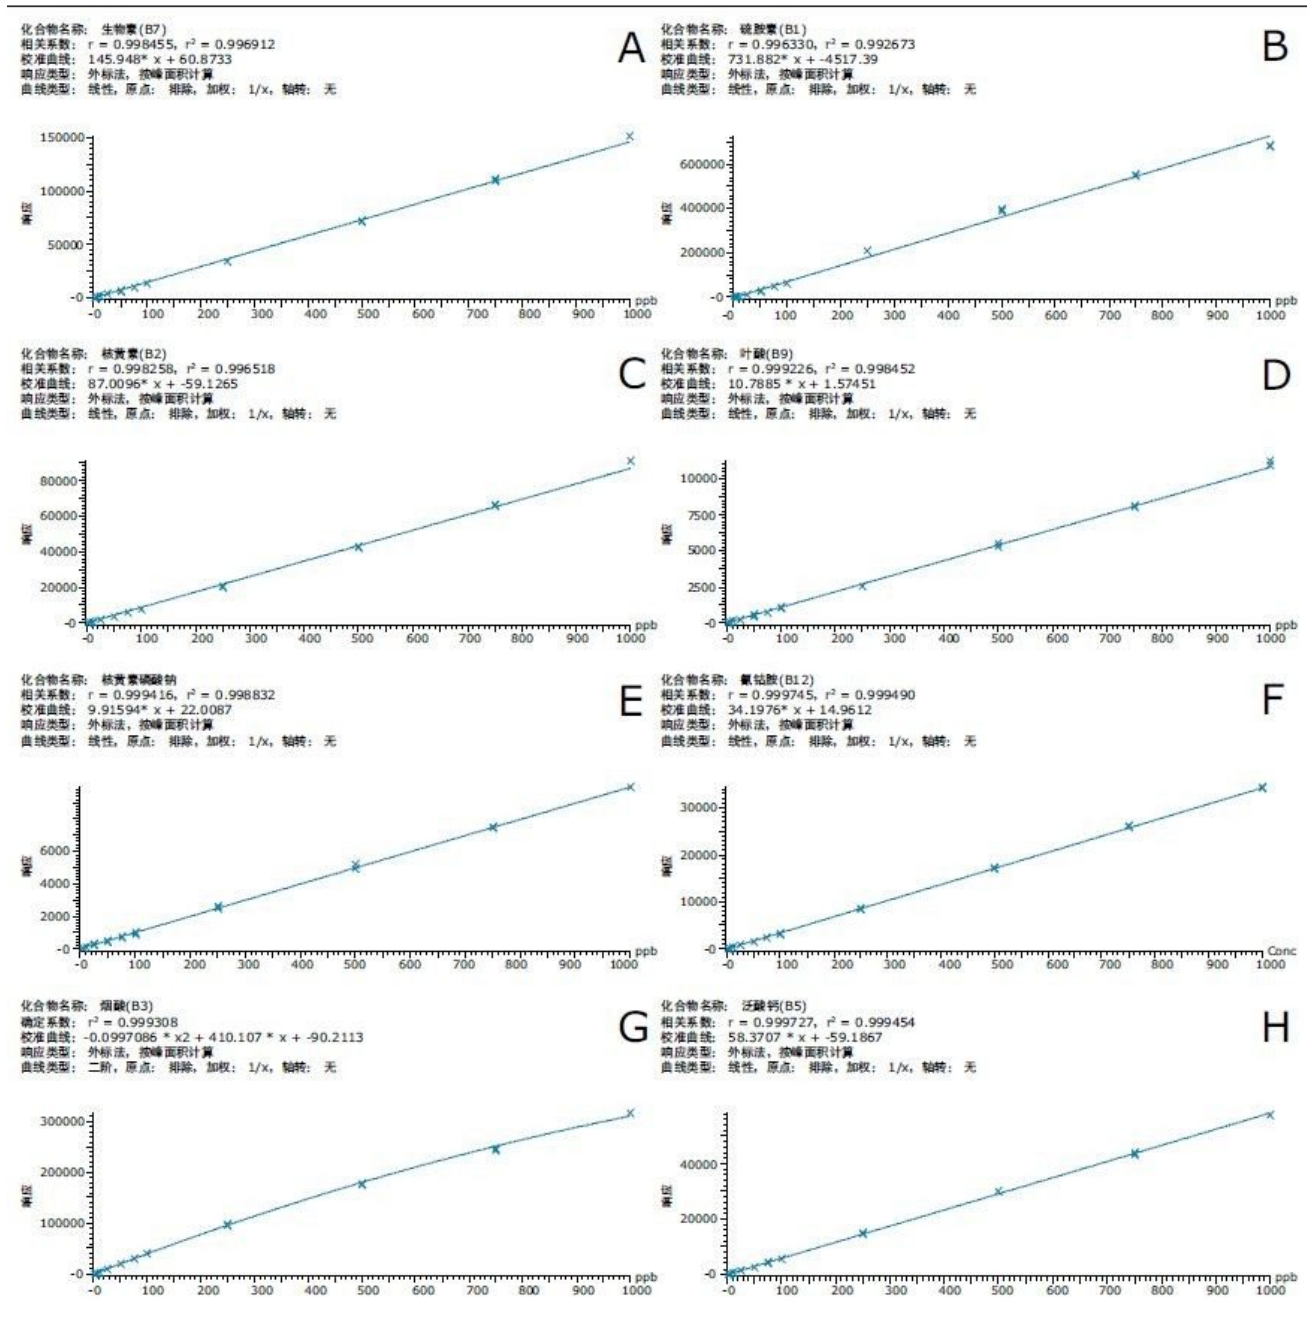 化合物名称: 生物素(B7)
相关系数: r = 0.998455, r² = 0.996912
校准曲线: 145.948* x + 60.8733
响应类型: 外标法, 按峰面积计算
曲线类型: 线性, 原点: 排除, 加权: 1/x, 轴转: 无
A
150000
100000
50000
-0
响应
-0 100 200 300 400 500 600 700 800 900 1000 ppb
化合物名称: 硫胺素(B1)
相关系数: r = 0.996330, r² = 0.992673
校准曲线: 731.882* x + -4517.39
响应类型: 外标法, 按峰面积计算
曲线类型: 线性, 原点: 排除, 加权: 1/x, 轴转: 无
B
600000
400000
200000
-0
响应
-0 100 200 300 400 500 600 700 800 900 1000 ppb
化合物名称: 核黄素(B2)
相关系数: r = 0.998258, r² = 0.996518
校准曲线: 87.0096* x + -59.1265
响应类型: 外标法, 按峰面积计算
曲线类型: 线性, 原点: 排除, 加权: 1/x, 轴转: 无
C
80000
60000
40000
20000
-0
响应
-0 100 200 300 400 500 600 700 800 900 1000 ppb
化合物名称: 叶酸(B9)
相关系数: r = 0.999226, r² = 0.998452
校准曲线: 10.7885 * x + 1.57451
响应类型: 外标法, 按峰面积计算
曲线类型: 线性, 原点: 排除, 加权: 1/x, 轴转: 无
D
10000
7500
5000
2500
-0
响应
-0 100 200 300 400 500 600 700 800 900 1000 ppb
化合物名称: 核黄素磷酸钠
相关系数: r = 0.999416, r² = 0.998832
校准曲线: 9.91594* x + 22.0087
响应类型: 外标法, 按峰面积计算
曲线类型: 线性, 原点: 排除, 加权: 1/x, 轴转: 无
E
6000
4000
2000
-0
响应
-0 100 200 300 400 500 600 700 800 900 1000 ppb
化合物名称: 氰钴胺(B12)
相关系数: r = 0.999745, r² = 0.999490
校准曲线: 34.1976* x + 14.9612
响应类型: 外标法, 按峰面积计算
曲线类型: 线性, 原点: 排除, 加权: 1/x, 轴转: 无
F
30000
20000
10000
-0
响应
-0 100 200 300 400 500 600 700 800 900 1000 Conc
化合物名称: 烟酸(B3)
确定系数: r² = 0.999308
校准曲线: -0.0997086 * x2 + 410.107 * x + -90.2113
响应类型: 外标法, 按峰面积计算
曲线类型: 二阶, 原点: 排除, 加权: 1/x, 轴转: 无
G
300000
200000
100000
-0
响应
-0 100 200 300 400 500 600 700 800 900 1000 ppb
化合物名称: 泛酸钙(B5)
相关系数: r = 0.999727, r² = 0.999454
校准曲线: 58.3707 * x + -59.1867
响应类型: 外标法, 按峰面积计算
曲线类型: 线性, 原点: 排除, 加权: 1/x, 轴转: 无
H
40000
20000
-0
响应
-0 100 200 300 400 500 600 700 800 900 1000 ppb